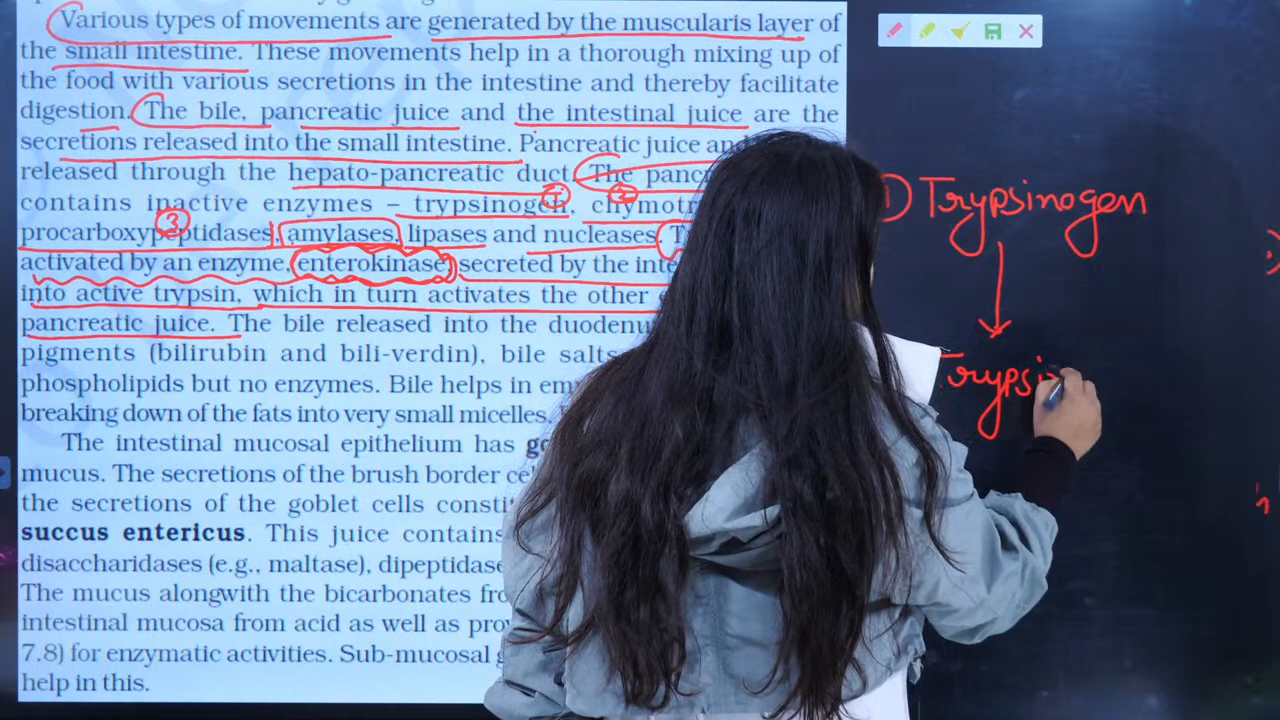 Various types of movements are generated by the muscularis layer of
the small intestine. These movements help in a thorough mixing up of
the food with various secretions in the intestine and thereby facilitate
digestion. The bile, pancreatic juice and the intestinal juice are the
secretions released into the small intestine. Pancreatic juice and
released through the hepato-pancreatic duct. The panc
contains inactive enzymes – trypsinogen, chymot
procarboxypeptidases, amylases, lipases and nucleases. T
activated by an enzyme, enterokinase, secreted by the inte
into active trypsin, which in turn activates the other
pancreatic juice. The bile released into the duoden
pigments (bilirubin and bili-verdin), bile salts
phospholipids but no enzymes. Bile helps in em
breaking down of the fats into very small micelles.
The intestinal mucosal epithelium has go
mucus. The secretions of the brush border ce
the secretions of the goblet cells consti
succus entericus. This juice contains
disaccharidases (e.g., maltase), dipeptidase
The mucus alongwith the bicarbonates fro
intestinal mucosa from acid as well as pro
7.8) for enzymatic activities. Sub-mucosal g
help in this.
1
2
3
1) Trypsinogen
Trypsi